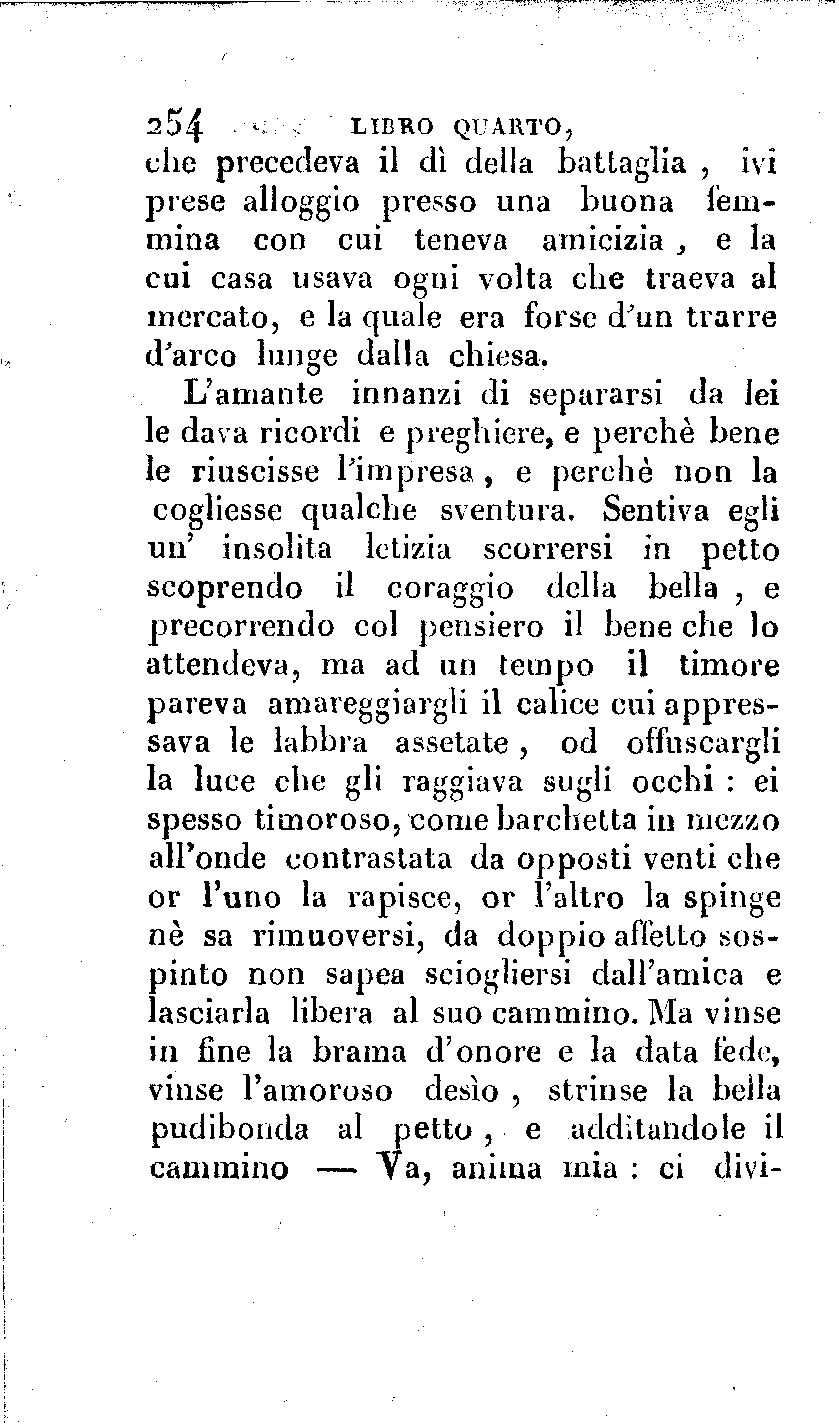 254 LIBRO QUARTO,
che precedeva il dì della battaglia , ivi
prese alloggio presso una buona fem-
mina con cui teneva amicizia , e la
cui casa usava ogni volta che traeva al
mercato, e la quale era forse d'un trarre
d'arco lunge dalla chiesa.
L'amante innanzi di separarsi da lei
le dava ricordi e preghiere, e perchè bene
le riuscisse l'impresa , e perchè non la
cogliesse qualche sventura. Sentiva egli
un' insolita letizia scorrersi in petto
scoprendo il coraggio della bella , e
precorrendo col pensiero il bene che lo
attendeva, ma ad un tempo il timore
pareva amareggiargli il calice cui appres-
sava le labbra assetate , od offuscargli
la luce che gli raggiava sugli occhi : ei
spesso timoroso, come barchetta in mezzo
all'onde contrastata da opposti venti che
or l'uno la rapisce, or l'altro la spinge
nè sa rimuoversi, da doppio affetto sos-
pinto non sapea sciogliersi dall'amica e
lasciarla libera al suo cammino. Ma vinse
in fine la brama d'onore e la data fede,
vinse l'amoroso desìo , strinse la bella
pudibonda al petto , e additandole il
cammino — Va, anima mia : ci divi-